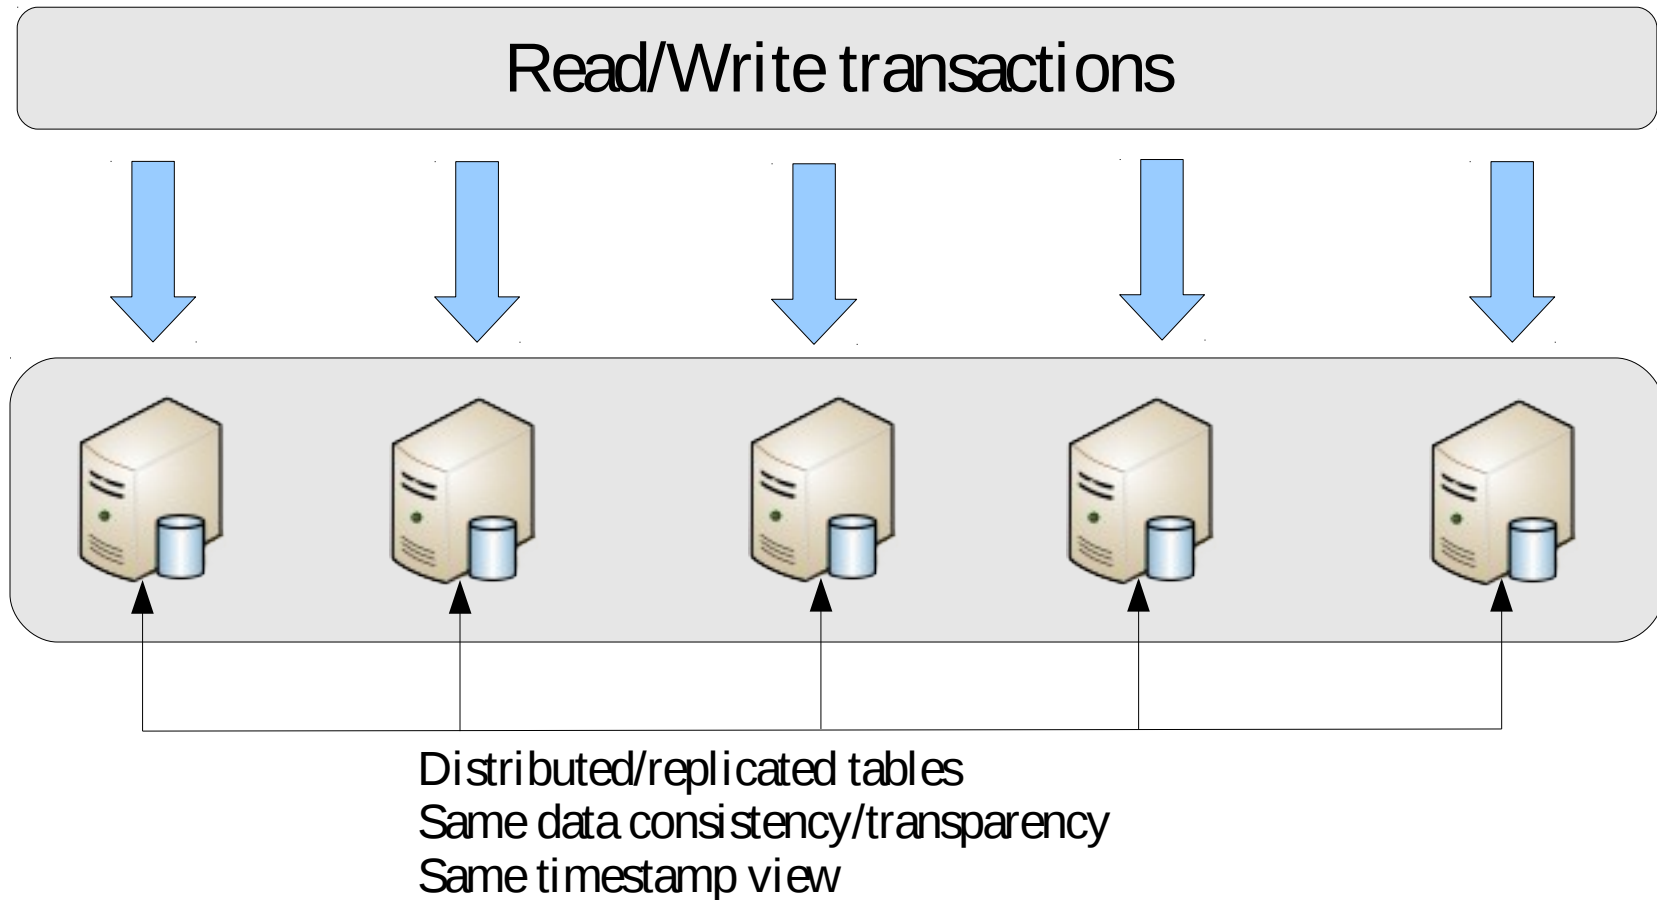 Read/Write transactions
Distributed/replicated tables
Same data consistency/transparency
Same timestamp view